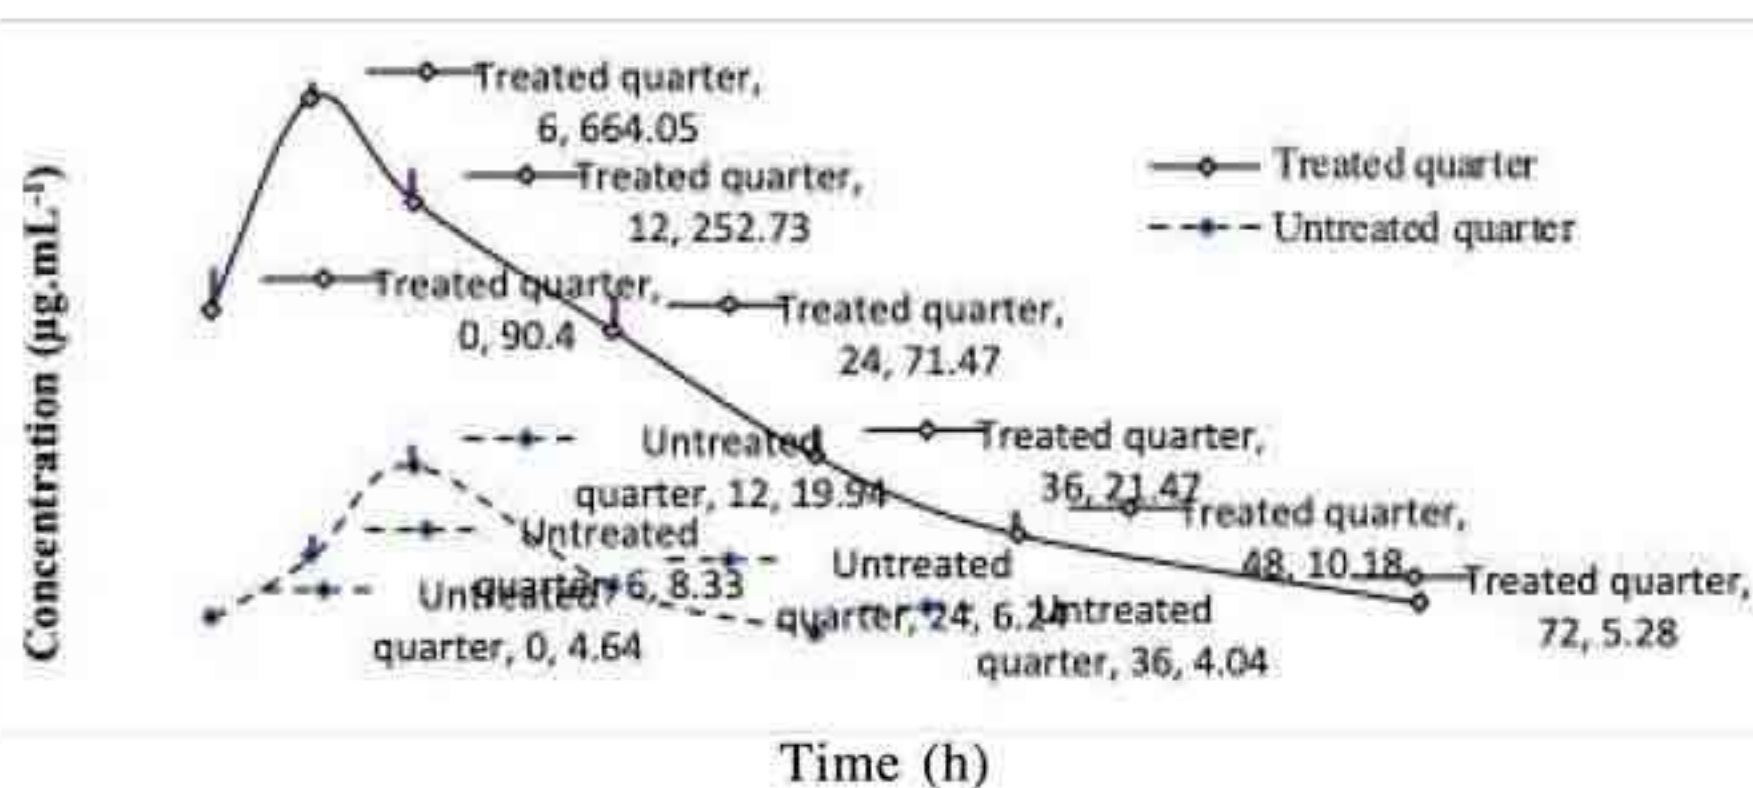 Concentration (µg.mL⁻¹)
Treated quarter,
6, 664.05
Treated quarter,
12, 252.73
Treated quarter
Untreated quarter
Treated quarter,
0, 90.4
Treated quarter,
24, 71.47
Treated quarter,
36, 21.47
Untreated
quarter, 12, 19.94
Treated quarter,
48, 10.18
Untreated
quarter, 6, 8.33
Untreated
quarter, 24, 6.24
Treated quarter,
72, 5.28
Untreated
quarter, 0, 4.64
Untreated
quarter, 36, 4.04
Time (h)